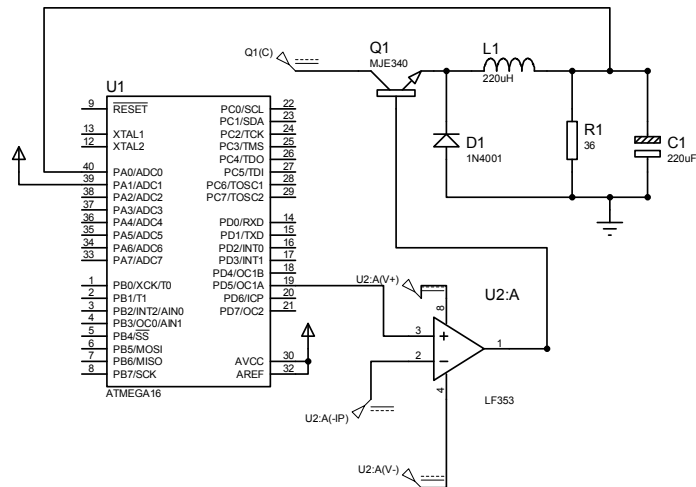 Q1(C)
Q1
MJE340
L1
220uH
D1
1N4001
R1
36
C1
220uF
U1
9 RESET
13 XTAL1
12 XTAL2
40 PA0/ADC0
39 PA1/ADC1
38 PA2/ADC2
37 PA3/ADC3
36 PA4/ADC4
35 PA5/ADC5
34 PA6/ADC6
33 PA7/ADC7
1 PB0/XCK/T0
2 PB1/T1
3 PB2/INT2/AIN0
4 PB3/OC0/AIN1
5 PB4/SS
6 PB5/MOSI
7 PB6/MISO
8 PB7/SCK
PC0/SCL 22
PC1/SDA 23
PC2/TCK 24
PC3/TMS 25
PC4/TDO 26
PC5/TDI 27
PC6/TOSC1 28
PC7/TOSC2 29
PD0/RXD 14
PD1/TXD 15
PD2/INT0 16
PD3/INT1 17
PD4/OC1B 18
PD5/OC1A 19
PD6/ICP 20
PD7/OC2 21
AVCC 30
AREF 32
ATMEGA16
U2:A(V+)
U2:A
8
3
2
1
4
LF353
U2:A(-IP)
U2:A(V-)